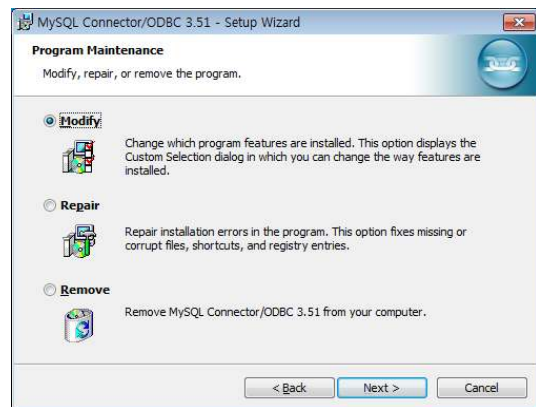 MySQL Connector/ODBC 3.51 - Setup Wizard
Program Maintenance
Modify, repair, or remove the program.
Modify
Change which program features are installed. This option displays the
Custom Selection dialog in which you can change the way features are
installed.
Repair
Repair installation errors in the program. This option fixes missing or
corrupt files, shortcuts, and registry entries.
Remove
Remove MySQL Connector/ODBC 3.51 from your computer.
< Back
Next >
Cancel